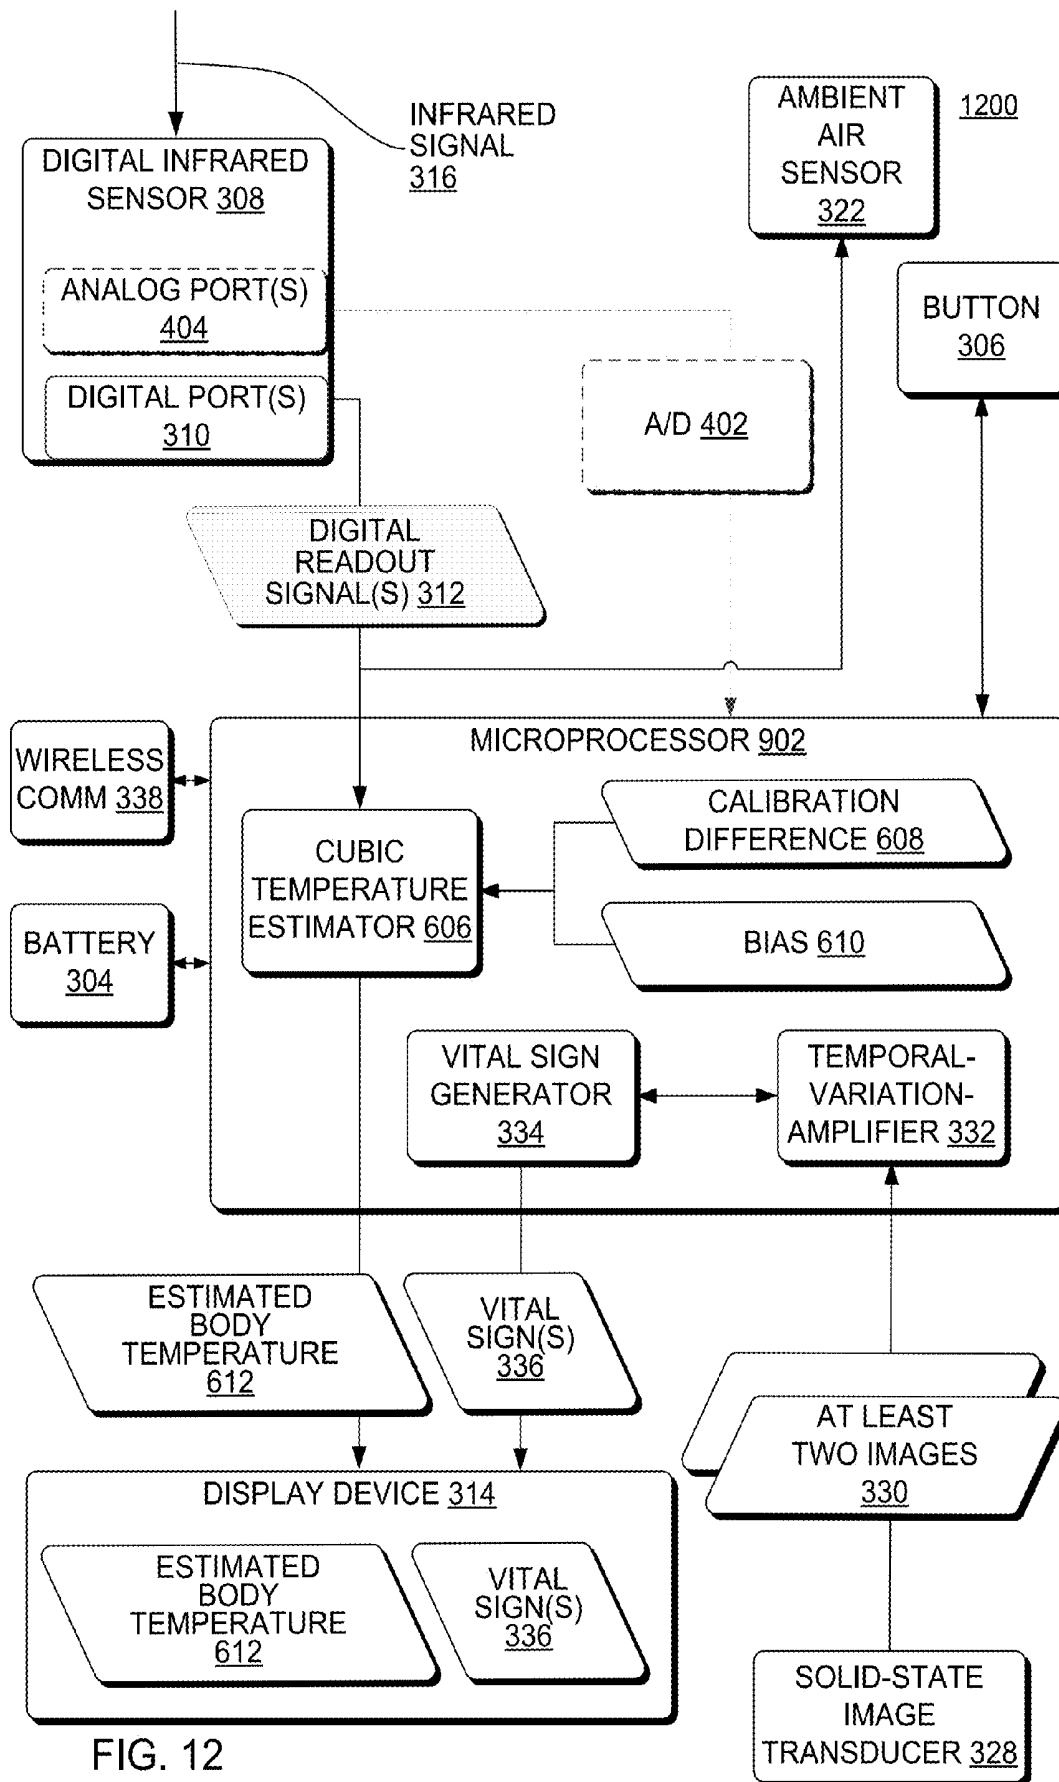 INFRARED
SIGNAL
316
AMBIENT
AIR
SENSOR
322
1200
DIGITAL INFRARED
SENSOR 308
ANALOG PORT(S)
404
DIGITAL PORT(S)
310
BUTTON
306
A/D 402
DIGITAL
READOUT
SIGNAL(S) 312
MICROPROCESSOR 902
WIRELESS
COMM 338
CALIBRATION
DIFFERENCE 608
CUBIC
TEMPERATURE
ESTIMATOR 606
BATTERY
304
BIAS 610
VITAL SIGN
GENERATOR
334
TEMPORAL-
VARIATION-
AMPLIFIER 332
ESTIMATED
BODY
TEMPERATURE
612
VITAL
SIGN(S)
336
AT LEAST
TWO IMAGES
330
DISPLAY DEVICE 314
ESTIMATED
BODY
TEMPERATURE
612
VITAL
SIGN(S)
336
SOLID-STATE
IMAGE
TRANSDUCER 328
FIG. 12